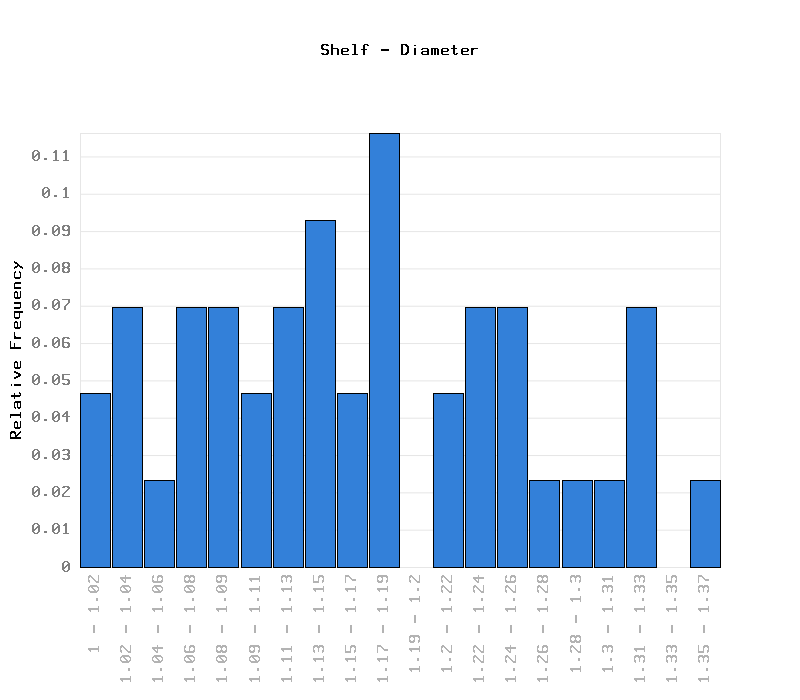 Shelf - Diameter
Relative Frequency
0.11
0.1
0.09
0.08
0.07
0.06
0.05
0.04
0.03
0.02
0.01
0
1 - 1.02
1.02 - 1.04
1.04 - 1.06
1.06 - 1.08
1.08 - 1.09
1.09 - 1.11
1.11 - 1.13
1.13 - 1.15
1.15 - 1.17
1.17 - 1.19
1.19 - 1.2
1.2 - 1.22
1.22 - 1.24
1.24 - 1.26
1.26 - 1.28
1.28 - 1.3
1.3 - 1.31
1.31 - 1.33
1.33 - 1.35
1.35 - 1.37